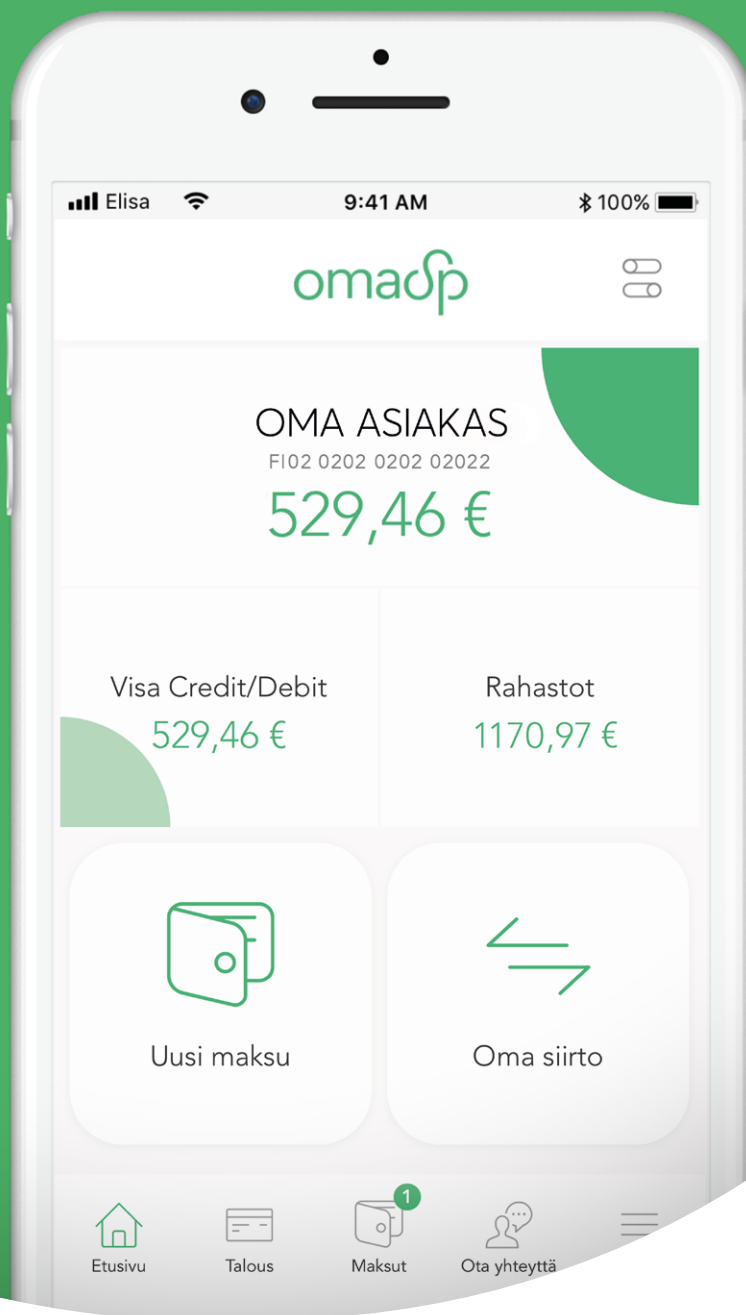 Elisa 9:41 AM 100%
omasp
OMA ASIAKAS
FI02 0202 0202 02022
529,46 €
Visa Credit/Debit Rahastot
529,46 € 1170,97 €
Uusi maksu Oma siirto
1
Etusivu Talous Maksut Ota yhteyttä